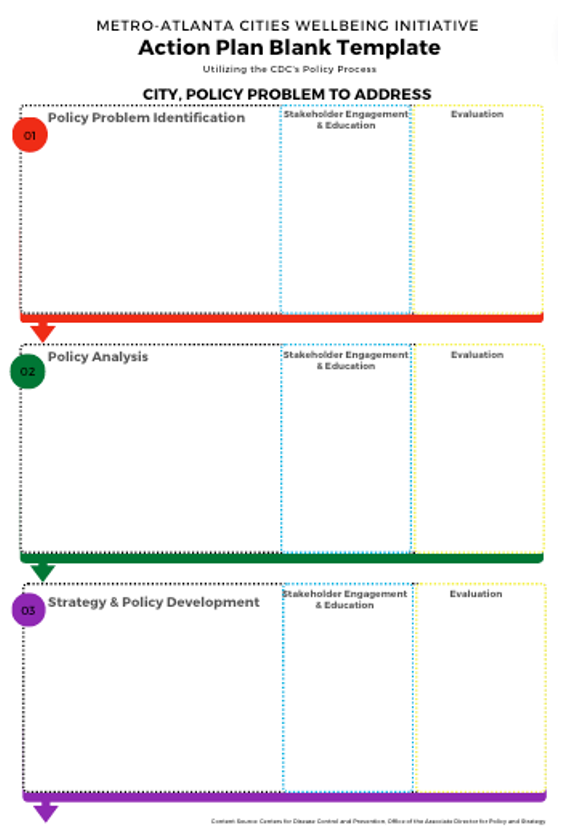 METRO-ATLANTA CITIES WELLBEING INITIATIVE
Action Plan Blank Template
Utilizing the CDC's Policy Process
CITY, POLICY PROBLEM TO ADDRESS
01
Policy Problem Identification
Stakeholder Engagement
& Education
Evaluation
02
Policy Analysis
Stakeholder Engagement
& Education
Evaluation
03
Strategy & Policy Development
Stakeholder Engagement
& Education
Evaluation
Content Source: Centers for Disease Control and Prevention, Office of the Associate Director for Policy and Strategy